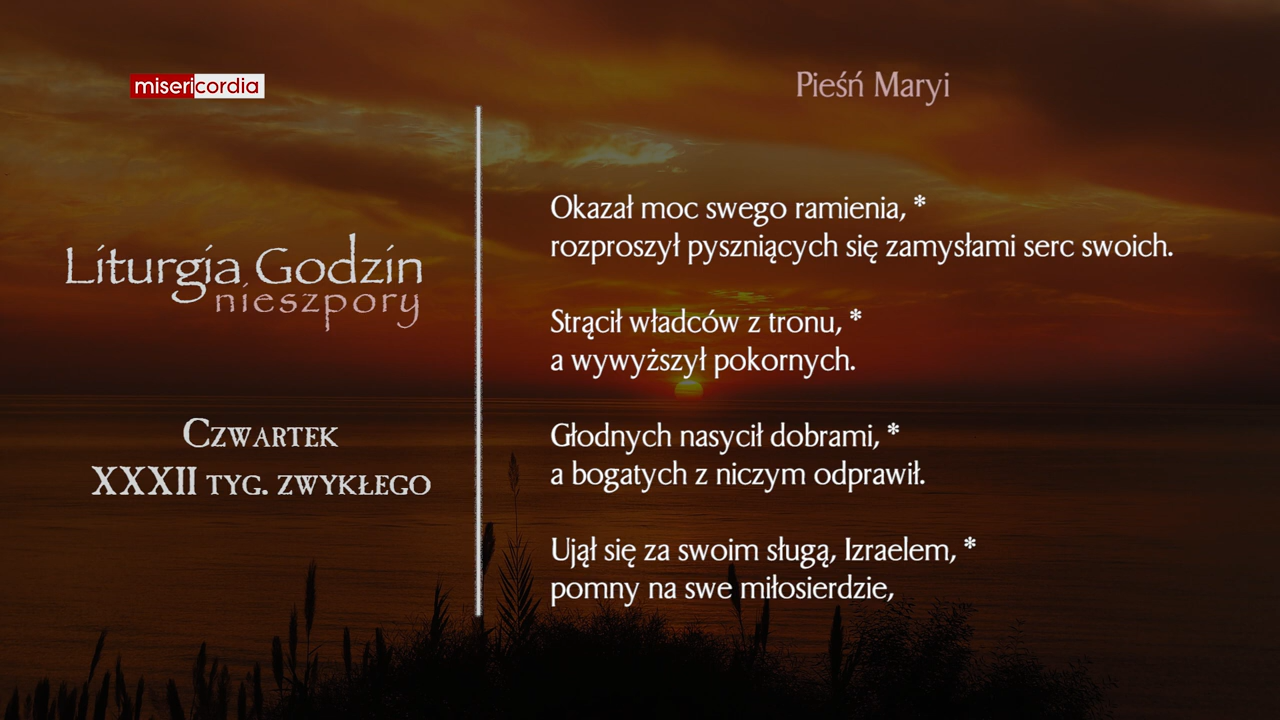 misericordia
Liturgia Godzin
nieszpory
Czwartek
XXXII tyg. zwykłego
Pieśń Maryi
Okazał moc swego ramienia, *
rozproszył pyszniących się zamysłami serc swoich.
Strącił władców z tronu, *
a wywyższył pokornych.
Głodnych nasycił dobrami, *
a bogatych z niczym odprawił.
Ujął się za swoim sługą, Izraelem, *
pomny na swe miłosierdzie,